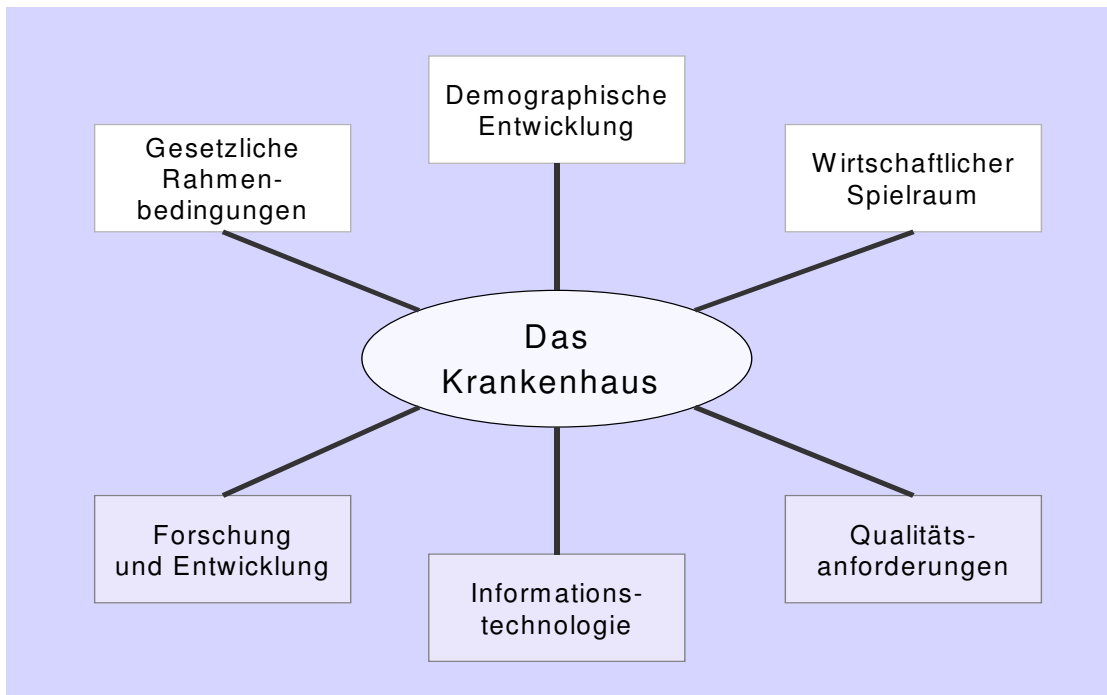 Demographische
Entwicklung
Gesetzliche
Rahmen-
bedingungen
Wirtschaftlicher
Spielraum
Das
Krankenhaus
Forschung
und Entwicklung
Informations-
technologie
Qualitäts-
anforderungen